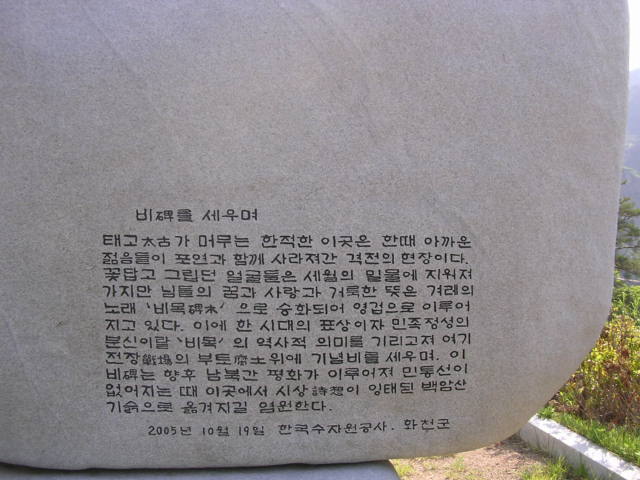 비碑를 세우며
태고太古가 머무는 한적한 이곳은 한때 아까운
젊음들이 포연과 함께 사라져간 격전의 현장이다.
꽃답고 그립던 얼굴들은 세월의 밀물에 지워져
가지만 님들의 꿈과 사랑과 거룩한 뜻은 겨레의
노래 '비목碑木' 으로 승화되어 영겁으로 이루어
지고 있다. 이에 한 시대의 표상이자 민족정성의
분신이랄 '비목' 의 역사적 의미를 기리고져 여기
전장戰場의 부토腐土위에 기념비를 세우며. 이
비碑는 향후 남북간 평화가 이루어져 민통선이
없어지는 때 이곳에서 시상詩想이 잉태된 백암산
기슭으로 옮겨지길 염원한다.
2005년 10월 19일 한국수자원공사. 화천군